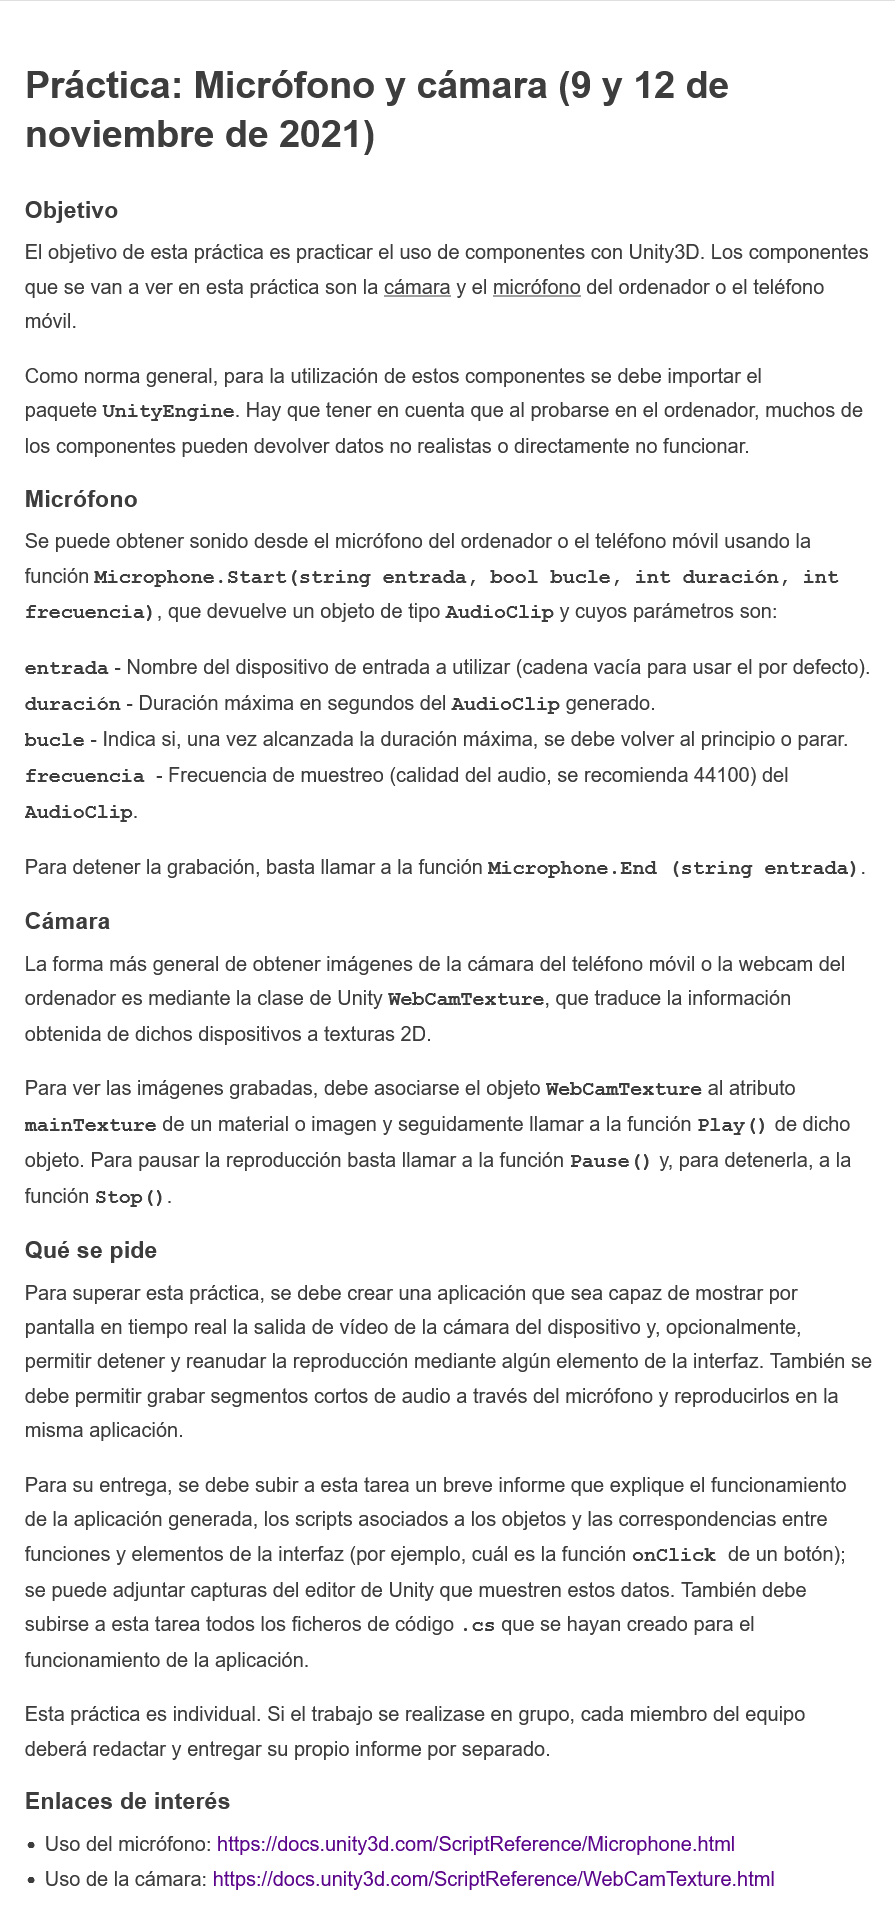 Práctica: Micrófono y cámara (9 y 12 de
noviembre de 2021)
Objetivo
El objetivo de esta práctica es practicar el uso de componentes con Unity3D. Los componentes
que se van a ver en esta práctica son la cámara y el micrófono del ordenador o el teléfono
móvil.
Como norma general, para la utilización de estos componentes se debe importar el
paquete UnityEngine. Hay que tener en cuenta que al probarse en el ordenador, muchos de
los componentes pueden devolver datos no realistas o directamente no funcionar.
Micrófono
Se puede obtener sonido desde el micrófono del ordenador o el teléfono móvil usando la
función Microphone.Start(string entrada, bool bucle, int duración, int
frecuencia), que devuelve un objeto de tipo AudioClip y cuyos parámetros son:
entrada - Nombre del dispositivo de entrada a utilizar (cadena vacía para usar el por defecto).
duración - Duración máxima en segundos del AudioClip generado.
bucle - Indica si, una vez alcanzada la duración máxima, se debe volver al principio o parar.
frecuencia - Frecuencia de muestreo (calidad del audio, se recomienda 44100) del
AudioClip.
Para detener la grabación, basta llamar a la función Microphone.End (string entrada).
Cámara
La forma más general de obtener imágenes de la cámara del teléfono móvil o la webcam del
ordenador es mediante la clase de Unity WebCamTexture, que traduce la información
obtenida de dichos dispositivos a texturas 2D.
Para ver las imágenes grabadas, debe asociarse el objeto WebCamTexture al atributo
mainTexture de un material o imagen y seguidamente llamar a la función Play() de dicho
objeto. Para pausar la reproducción basta llamar a la función Pause() y, para detenerla, a la
función Stop().
Qué se pide
Para superar esta práctica, se debe crear una aplicación que sea capaz de mostrar por
pantalla en tiempo real la salida de vídeo de la cámara del dispositivo y, opcionalmente,
permitir detener y reanudar la reproducción mediante algún elemento de la interfaz. También se
debe permitir grabar segmentos cortos de audio a través del micrófono y reproducirlos en la
misma aplicación.
Para su entrega, se debe subir a esta tarea un breve informe que explique el funcionamiento
de la aplicación generada, los scripts asociados a los objetos y las correspondencias entre
funciones y elementos de la interfaz (por ejemplo, cuál es la función onClick de un botón);
se puede adjuntar capturas del editor de Unity que muestren estos datos. También debe
subirse a esta tarea todos los ficheros de código .cs que se hayan creado para el
funcionamiento de la aplicación.
Esta práctica es individual. Si el trabajo se realizase en grupo, cada miembro del equipo
deberá redactar y entregar su propio informe por separado.
Enlaces de interés
• Uso del micrófono: https://docs.unity3d.com/ScriptReference/Microphone.html
• Uso de la cámara: https://docs.unity3d.com/ScriptReference/WebCamTexture.html